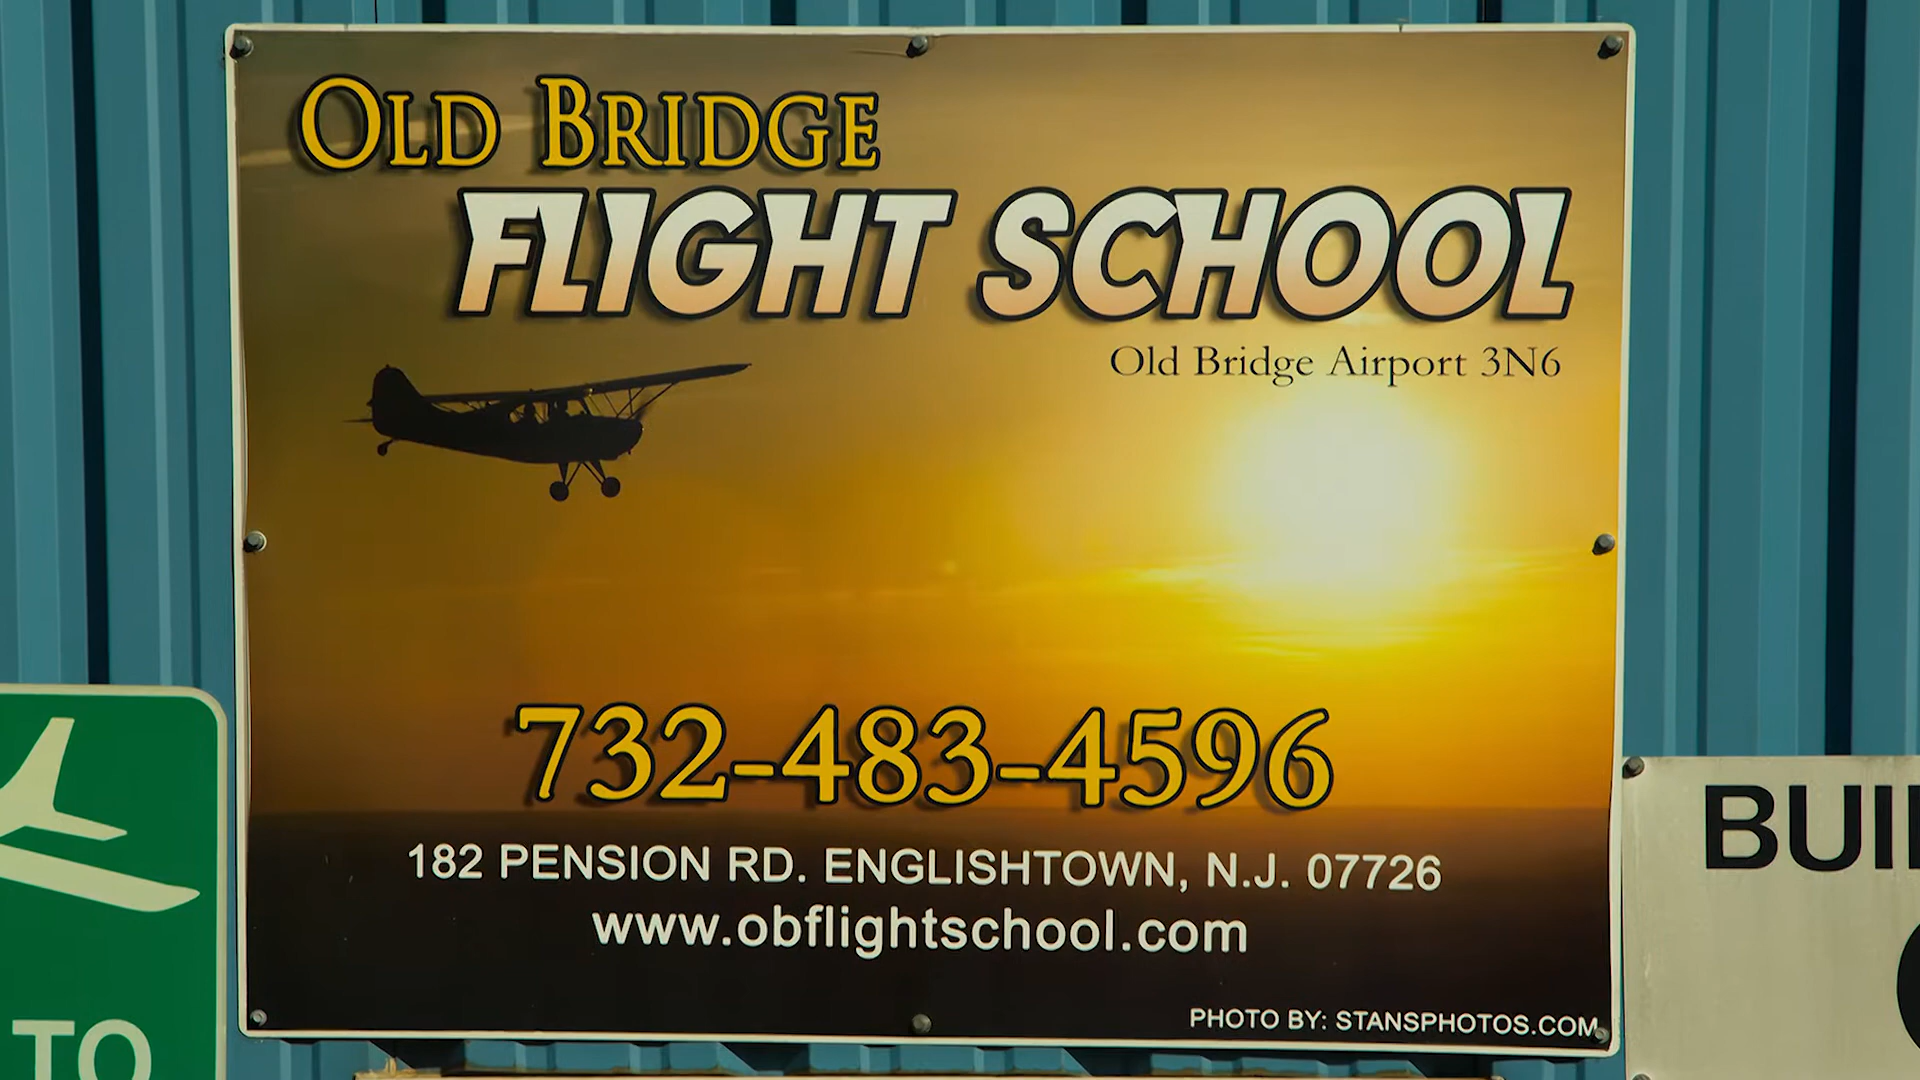 OLD BRIDGE
FLIGHT SCHOOL
Old Bridge Airport 3N6
732-483-4596
182 PENSION RD. ENGLISHTOWN, N.J. 07726
www.obflightschool.com
PHOTO BY: STANSPHOTOS.COM
TO